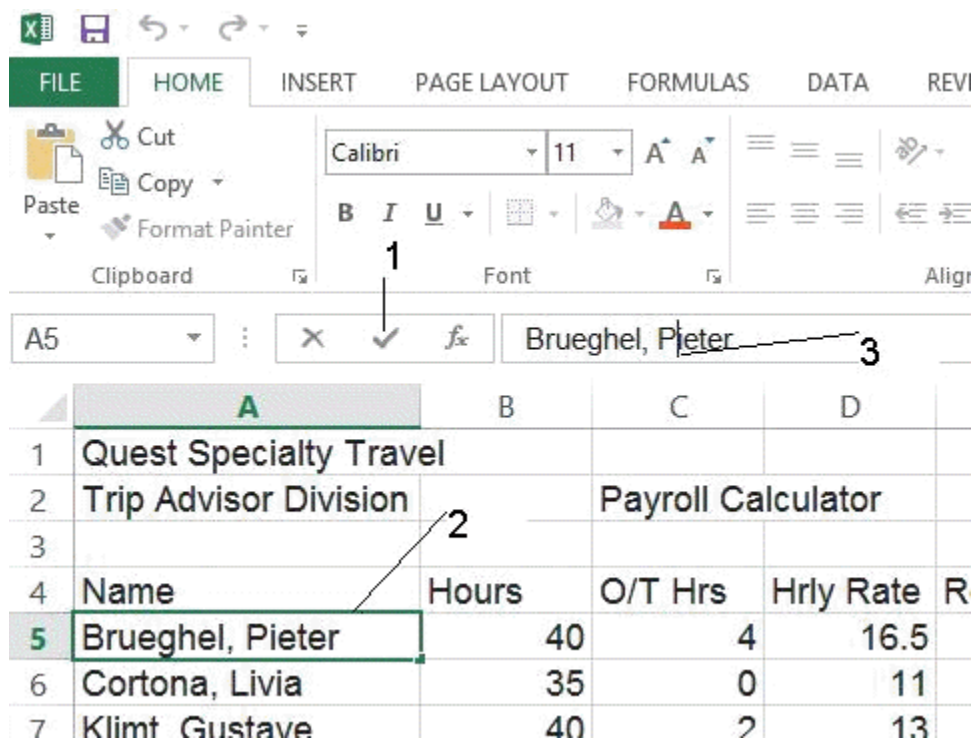 FILE HOME INSERT PAGE LAYOUT FORMULAS DATA REVI
Cut
Calibri 11 A A
Copy
Paste
B I U A
Format Painter
1
Clipboard Font Align
A5 fx Brueghel, Pieter
3
A B C D
1 Quest Specialty Travel
2 Trip Advisor Division Payroll Calculator
2
3
4 Name Hours O/T Hrs Hrly Rate R
5 Brueghel, Pieter 40 4 16.5
6 Cortona, Livia 35 0 11
7 Klimt, Gustave 40 2 13